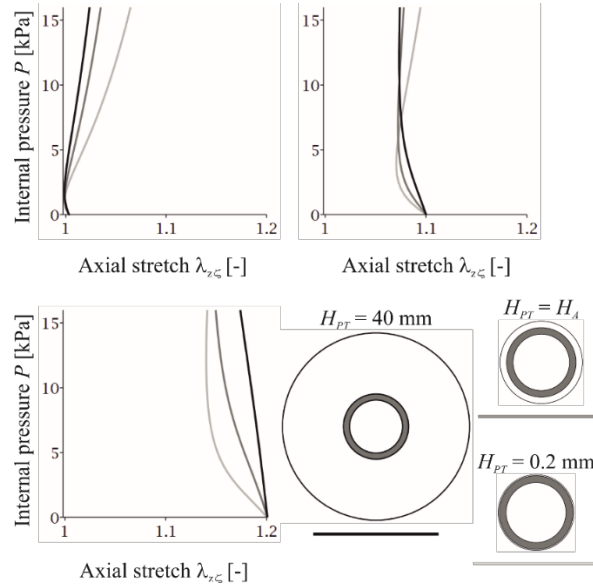 Internal pressure P [kPa]
15
10
5
0
1
1.1
1.2
Axial stretch λzζ [-]
15
10
5
0
1
1.1
1.2
Axial stretch λzζ [-]
Internal pressure P [kPa]
15
10
5
0
1
1.1
1.2
Axial stretch λzζ [-]
HPT = 40 mm
HPT = HA
HPT = 0.2 mm